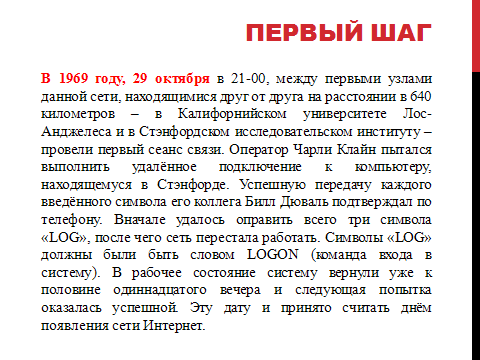 ПЕРВЫЙ ШАГ
В 1969 году, 29 октября в 21-00, между первыми узлами
данной сети, находящимися друг от друга на расстоянии в 640
километров – в Калифорнийском университете Лос-
Анджелеса и в Стэнфордском исследовательском институту –
провели первый сеанс связи. Оператор Чарли Клайн пытался
выполнить удалённое подключение к компьютеру,
находящемуся в Стэнфорде. Успешную передачу каждого
введённого символа его коллега Билл Дюваль подтверждал по
телефону. Вначале удалось оправить всего три символа
«LOG», после чего сеть перестала работать. Символы «LOG»
должны были быть словом LOGON (команда входа в
систему). В рабочее состояние систему вернули уже к
половине одиннадцатого вечера и следующая попытка
оказалась успешной. Эту дату и принято считать днём
появления сети Интернет.